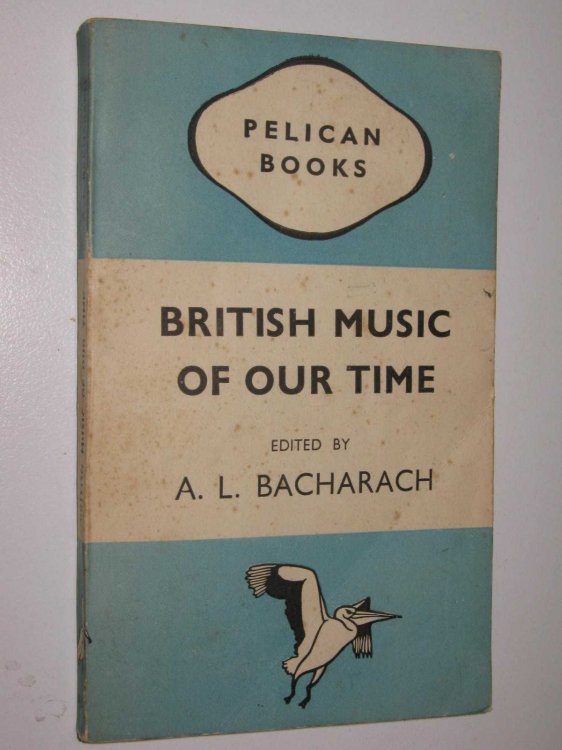 PELICAN
BOOKS
BRITISH MUSIC
OF OUR TIME
EDITED BY
A. L. BACHARACH